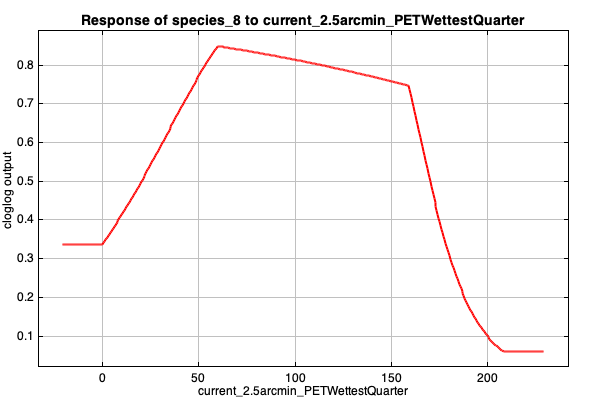 Response of species_8 to current_2.5arcmin_PETWettestQuarter
cloglog output
0.8
0.7
0.6
0.5
0.4
0.3
0.2
0.1
0 50 100 150 200
current_2.5arcmin_PETWettestQuarter